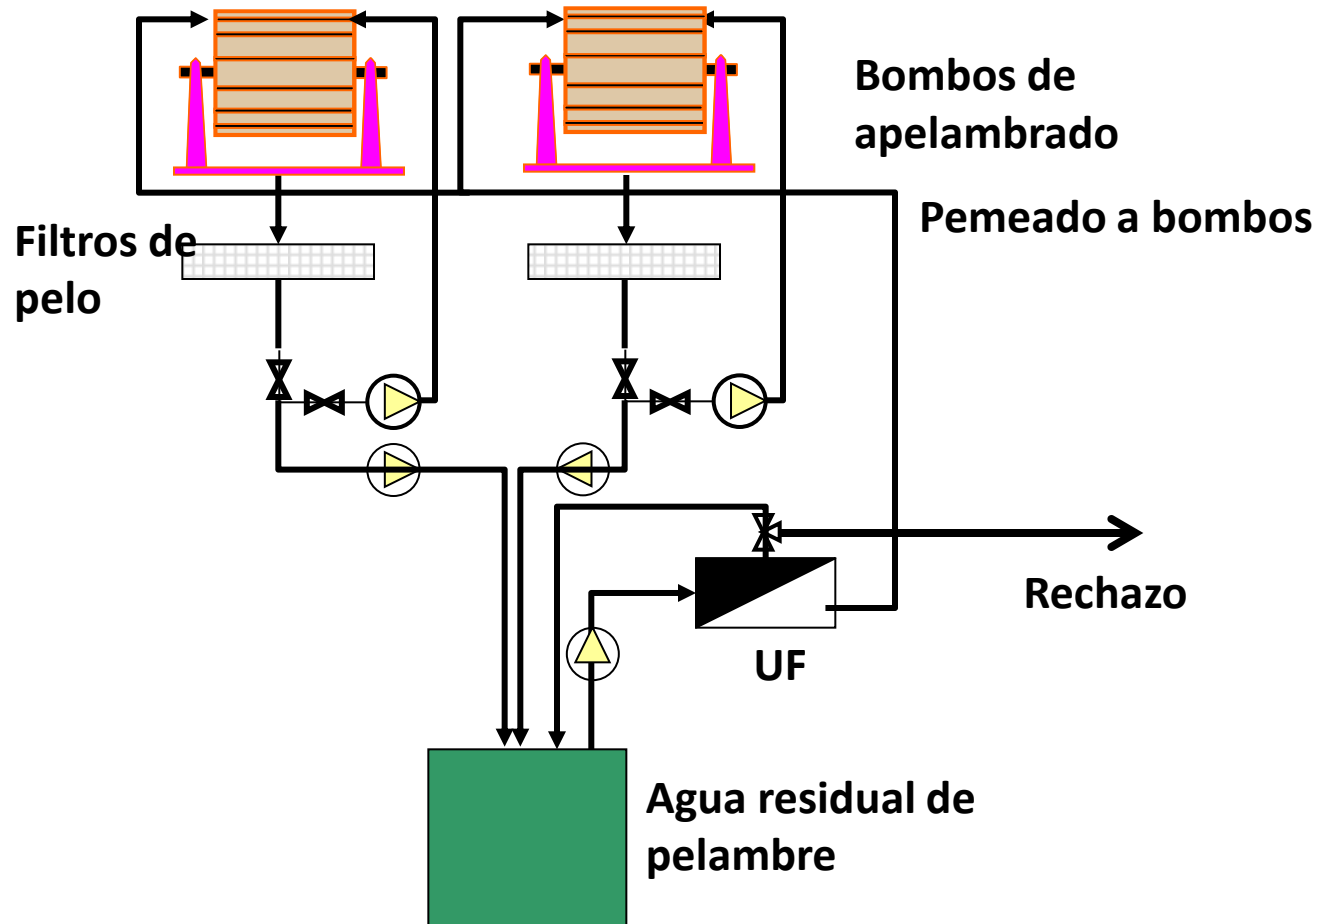 Bombos de
apelambrado
Pemeado a bombos
Filtros de
pelo
Rechazo
UF
Agua residual de
pelambre